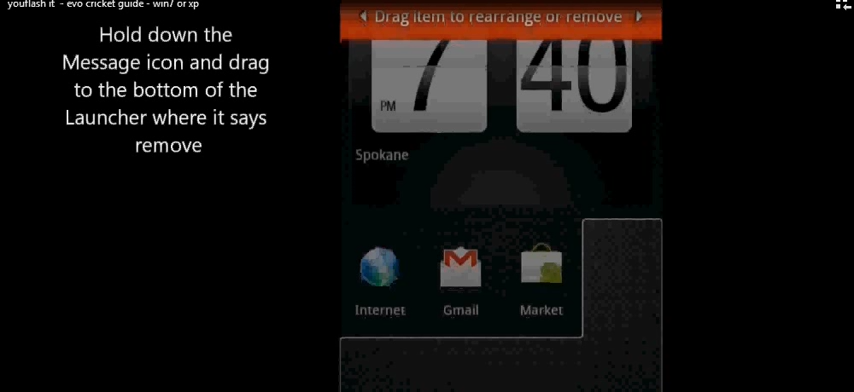 youflash it - evo cricket guide - win7 or xp
Hold down the
Message icon and drag
to the bottom of the
Launcher where it says
remove
Drag item to rearrange or remove
PM 7 40
Spokane
Internet Gmail Market